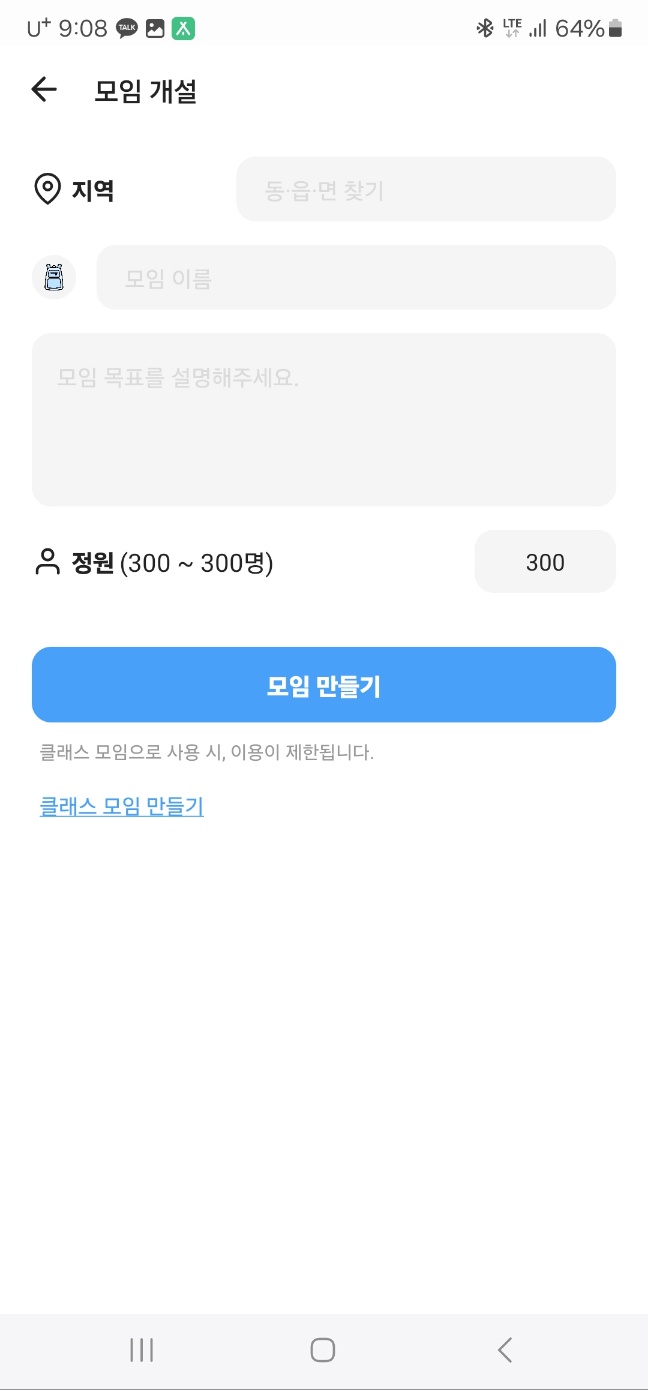 U⁺ 9:08 TALK LTE 64%
모임 개설
지역 동·읍·면 찾기
모임 이름
모임 목표를 설명해주세요.
정원 (300 ~ 300명) 300
모임 만들기
클래스 모임으로 사용 시, 이용이 제한됩니다.
클래스 모임 만들기